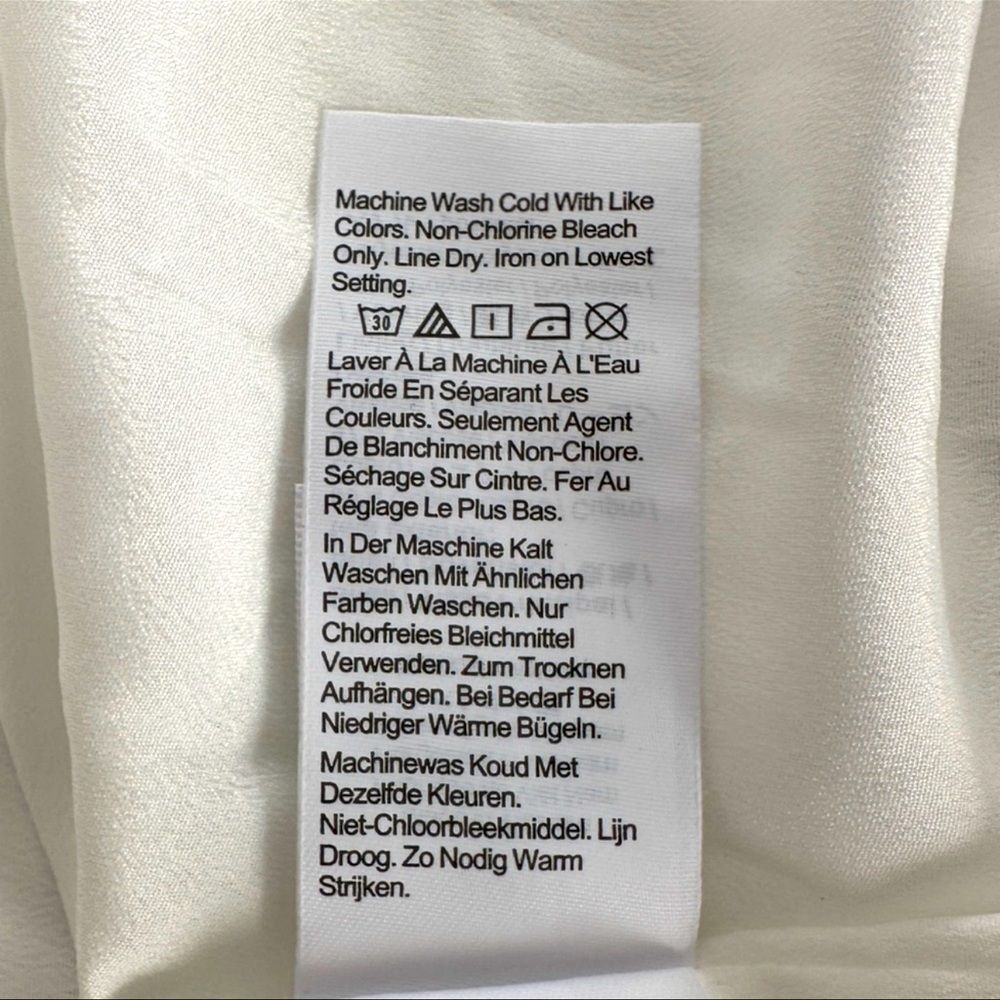 Machine Wash Cold With Like
Colors. Non-Chlorine Bleach
Only. Line Dry. Iron on Lowest
Setting.
30
Laver À La Machine À L'Eau
Froide En Séparant Les
Couleurs. Seulement Agent
De Blanchiment Non-Chlore.
Séchage Sur Cintre. Fer Au
Réglage Le Plus Bas.
In Der Maschine Kalt
Waschen Mit Ähnlichen
Farben Waschen. Nur
Chlorfreies Bleichmittel
Verwenden. Zum Trocknen
Aufhängen. Bei Bedarf Bei
Niedriger Wärme Bügeln.
Machinewas Koud Met
Dezelfde Kleuren.
Niet-Chloorbleekmiddel. Lijn
Droog. Zo Nodig Warm
Strijken.